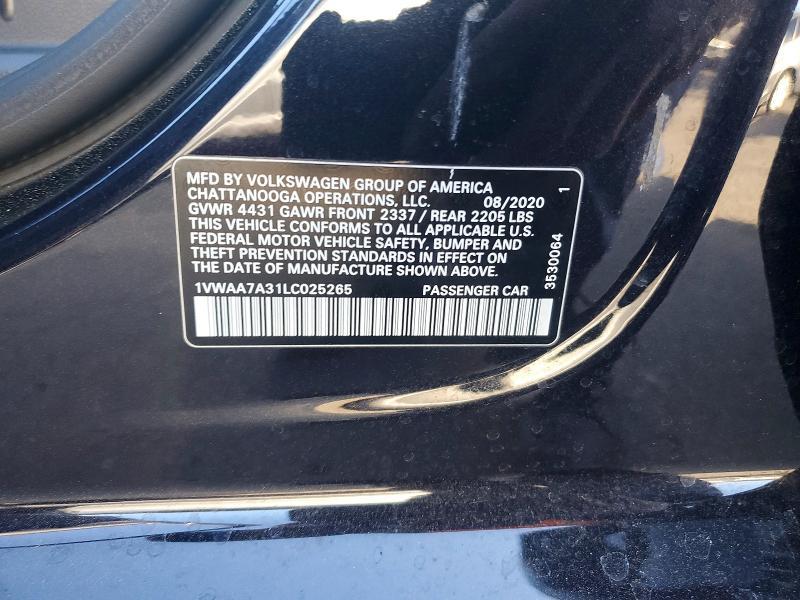 MFD BY VOLKSWAGEN GROUP OF AMERICA
CHATTANOOGA OPERATIONS, LLC. 08/2020 1
GVWR 4431 GAWR FRONT 2337 / REAR 2205 LBS
THIS VEHICLE CONFORMS TO ALL APPLICABLE U.S.
FEDERAL MOTOR VEHICLE SAFETY, BUMPER AND
THEFT PREVENTION STANDARDS IN EFFECT ON
THE DATE OF MANUFACTURE SHOWN ABOVE.
1VWAA7A31LC025265 PASSENGER CAR
3530064